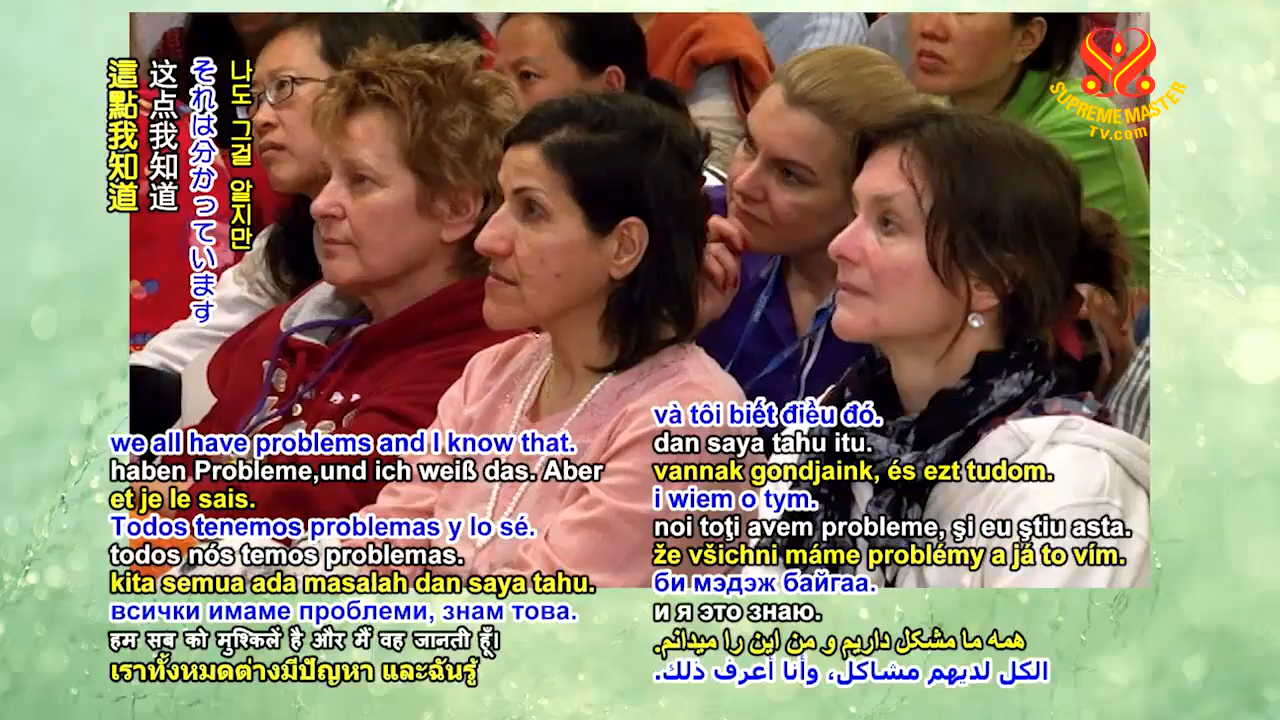 這點我知道
这点我知道
それは分かっています
나도 그걸 알지만
SUPREME MASTER
TV.com
we all have problems and I know that.
haben Probleme,und ich weiß das. Aber
et je le sais.
Todos tenemos problemas y lo sé.
todos nós temos problemas.
kita semua ada masalah dan saya tahu.
всички имаме проблеми, знам това.
हम सब को मुश्किलें है और मैं वह जानती हूँ।
เราทั้งหมดต่างมีปัญหา และฉันรู้
và tôi biết điều đó.
dan saya tahu itu.
vannak gondjaink, és ezt tudom.
i wiem o tym.
noi toţi avem probleme, şi eu ştiu asta.
že všichni máme problémy a já to vím.
би мэдэж байгаа.
и я это знаю.
همه ما مشکل داریم و من این را میدانم.
الكل لديهم مشاكل، وأنا أعرف ذلك.